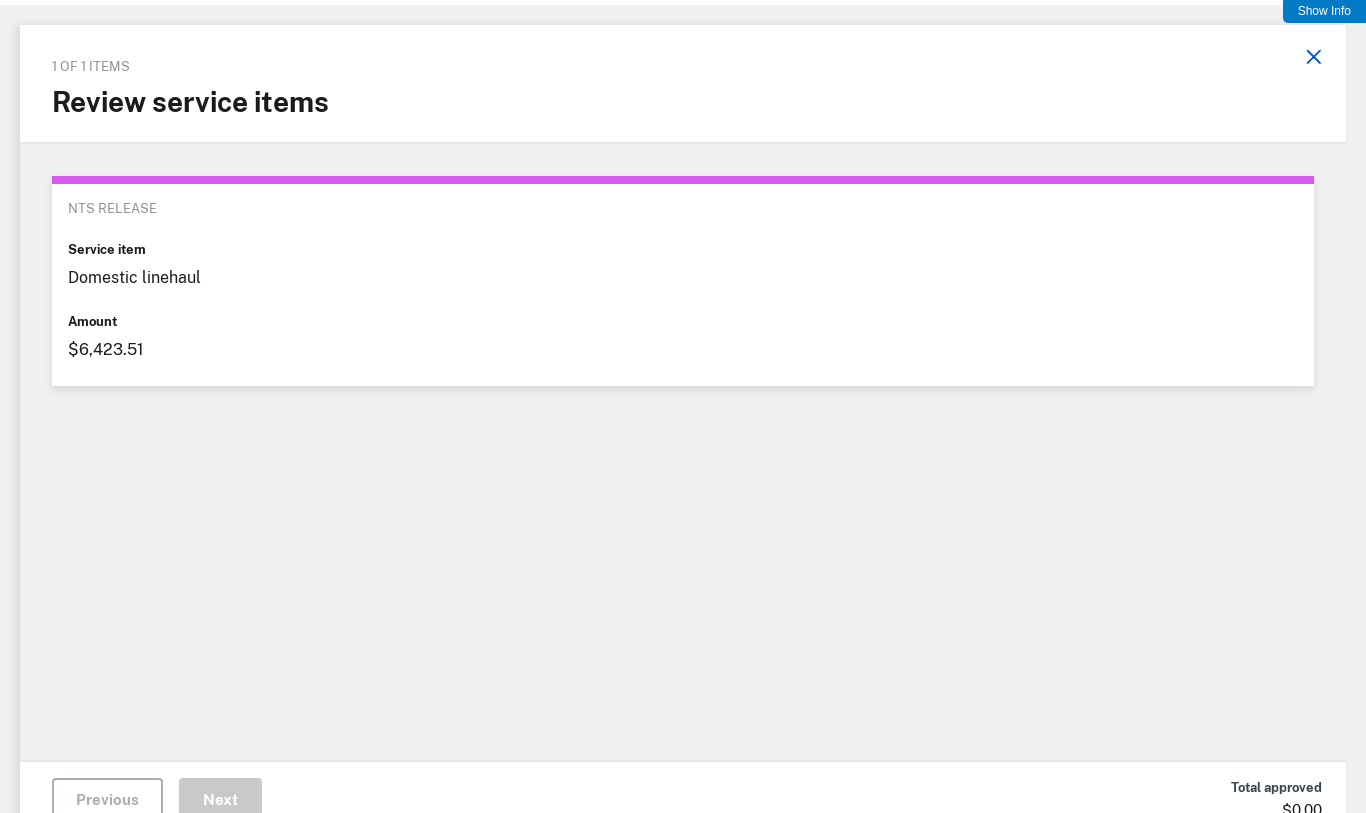 Show Info
1 OF 1 ITEMS
Review service items
NTS RELEASE
Service item
Domestic linehaul
Amount
$6,423.51
Previous
Next
Total approved
$0.00